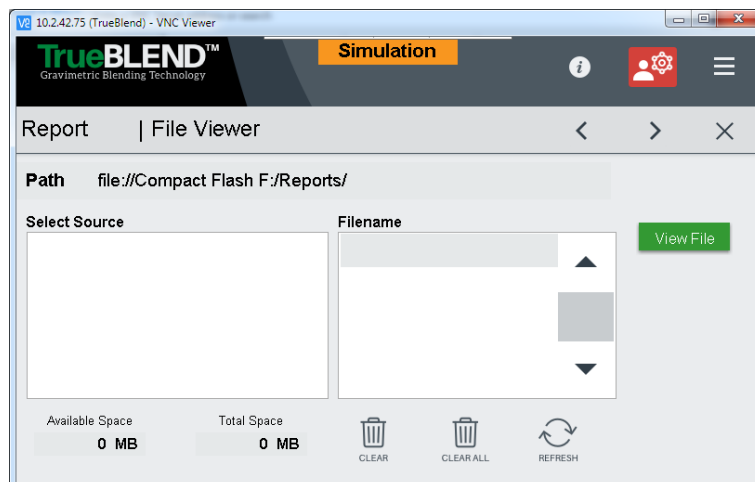 10.2.42.75 (TrueBlend) - VNC Viewer
TrueBLEND™
Gravimetric Blending Technology
Simulation
Report | File Viewer
Path file://Compact Flash F:/Reports/
Select Source
Filename
View File
Available Space
Total Space
0 MB
0 MB
CLEAR
CLEAR ALL
REFRESH